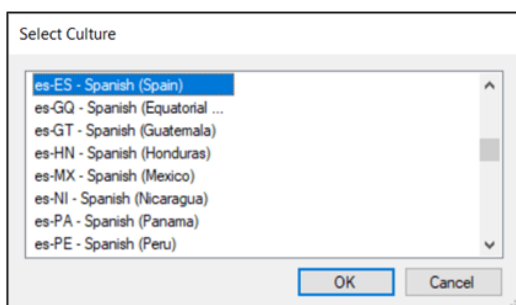 Select Culture
es-ES - Spanish (Spain)
es-GQ - Spanish (Equatorial ...
es-GT - Spanish (Guatemala)
es-HN - Spanish (Honduras)
es-MX - Spanish (Mexico)
es-NI - Spanish (Nicaragua)
es-PA - Spanish (Panama)
es-PE - Spanish (Peru)
OK Cancel